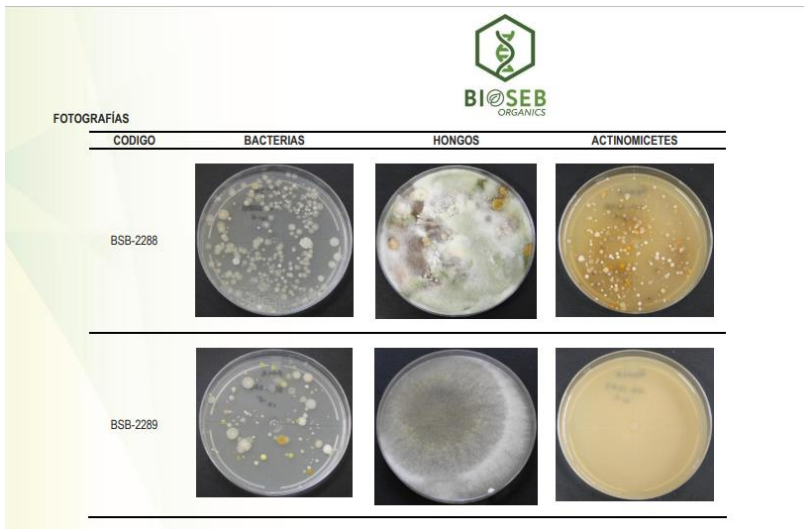 BIOSEB
ORGANICS
FOTOGRAFÍAS
CODIGO BACTERIAS HONGOS ACTINOMICETES
BSB-2288
BSB-2289